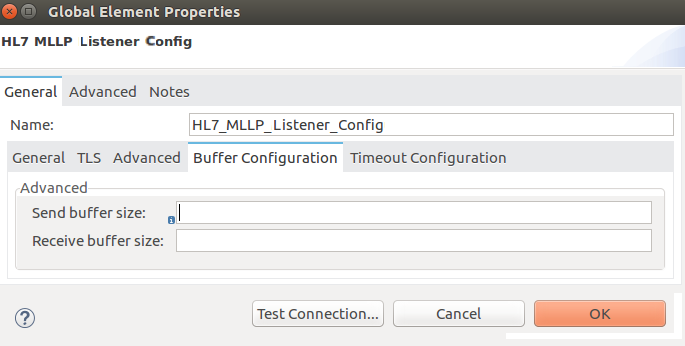 Global Element Properties
HL7 MLLP Listener Config
General Advanced Notes
Name: HL7_MLLP_Listener_Config
General TLS Advanced Buffer Configuration Timeout Configuration
Advanced
Send buffer size:
Receive buffer size:
? Test Connection... Cancel OK